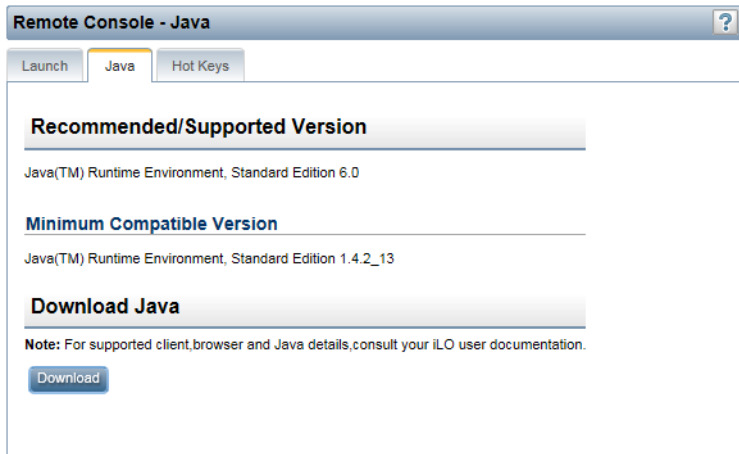 Remote Console - Java
?
Launch
Java
Hot Keys
Recommended/Supported Version
Java(TM) Runtime Environment, Standard Edition 6.0
Minimum Compatible Version
Java(TM) Runtime Environment, Standard Edition 1.4.2_13
Download Java
Note: For supported client,browser and Java details,consult your iLO user documentation.
Download